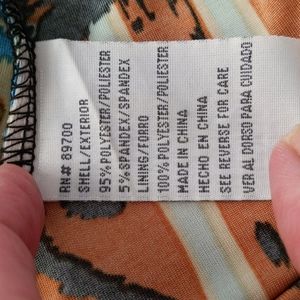 RN# 89700
SHELL/EXTERIOR
95% POLYESTER/POLIESTER
5% SPANDEX/SPANDEX
LINING/FORRO
100% POLYESTER/POLIESTER
MADE IN CHINA
HECHO EN CHINA
SEE REVERSE FOR CARE
VER AL DORSO PARA CUIDADO